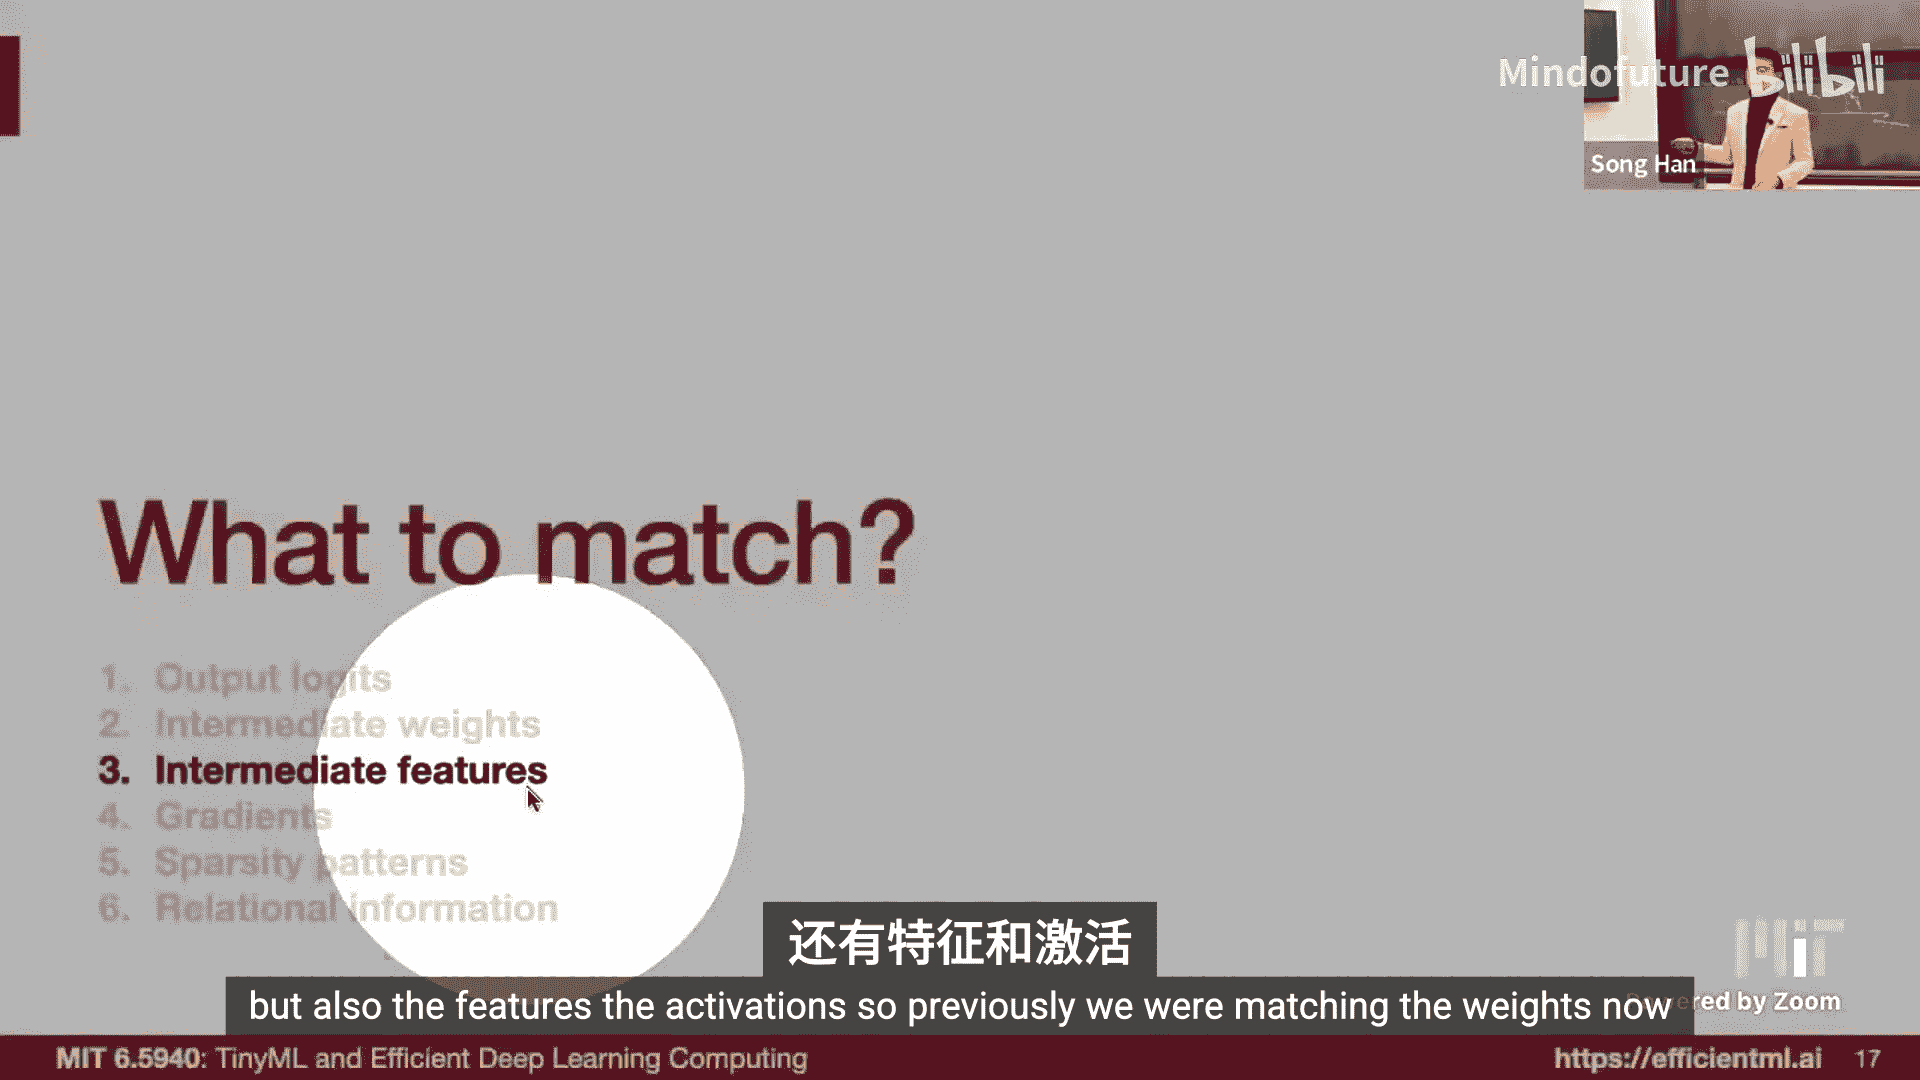 Mindofuture bilibili
Song Han
What to match?
1. Output logits
2. Intermediate weights
3. Intermediate features
4. Gradients
5. Sparsity patterns
6. Relational information
还有特征和激活
but also the features the activations so previously we were matching the weights now
MIT
ered by Zoom
MIT 6.5940: TinyML and Efficient Deep Learning Computing
https://efficientml.ai 17